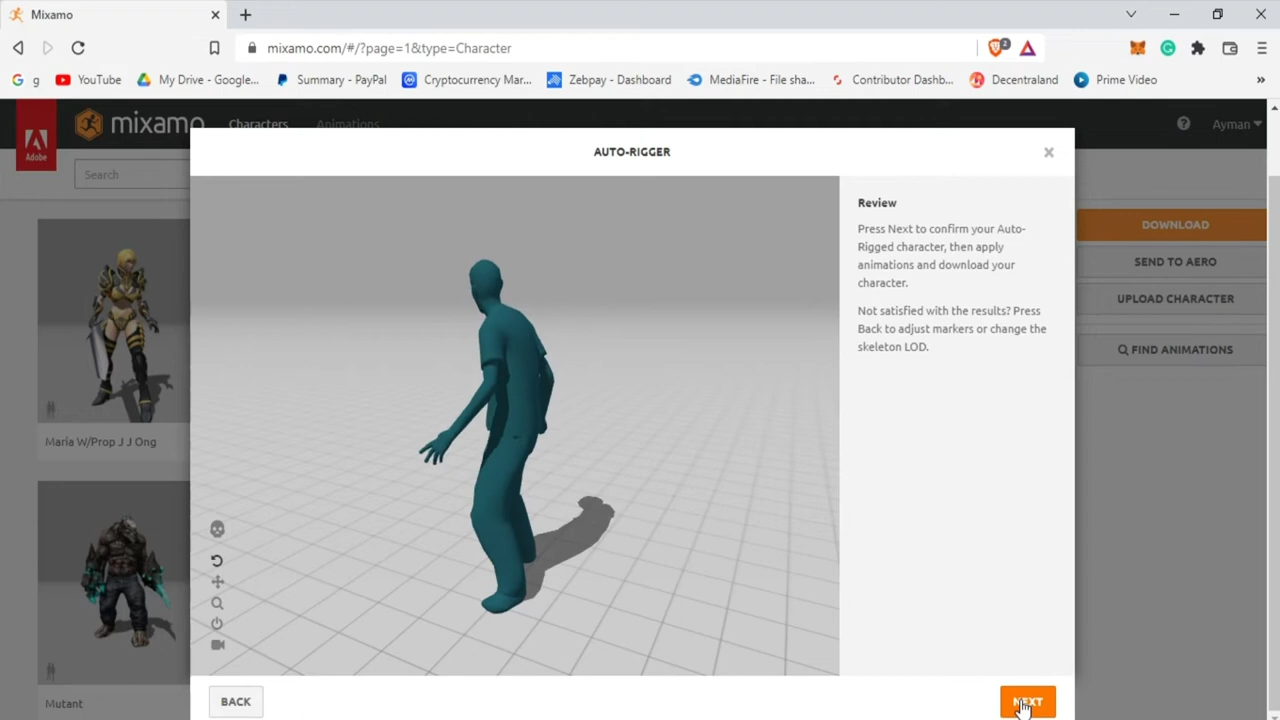 Mixamo
mixamo.com/#/?page=1&type=Character
2
G g
YouTube
My Drive - Google...
Summary - PayPal
Cryptocurrency Mar...
Zebpay - Dashboard
MediaFire - File sha...
Contributor Dashb...
Decentraland
Prime Video
»
Adobe
mixamo
Characters
Animations
Ayman
Search
AUTO-RIGGER
Review
Press Next to confirm your Auto-
Rigged character, then apply
animations and download your
character.
Not satisfied with the results? Press
Back to adjust markers or change the
skeleton LOD.
DOWNLOAD
SEND TO AERO
UPLOAD CHARACTER
FIND ANIMATIONS
Maria W/Prop J J Ong
Mutant
BACK
NEXT